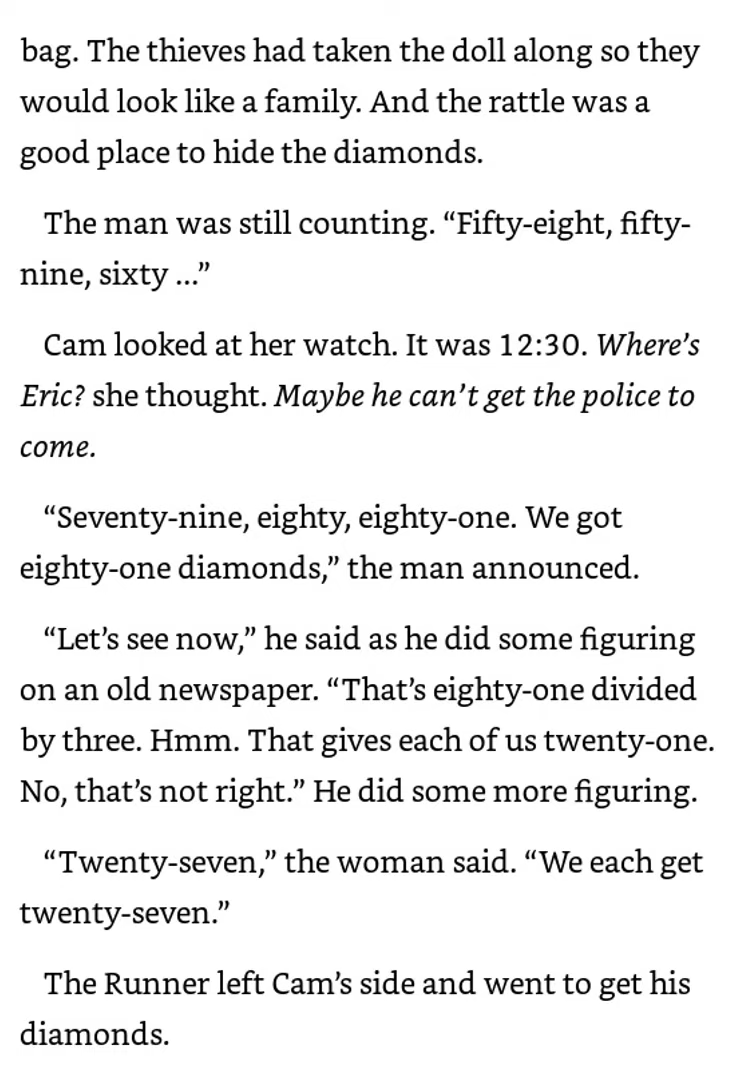 bag. The thieves had taken the doll along so they
would look like a family. And the rattle was a
good place to hide the diamonds.
The man was still counting. “Fifty-eight, fifty-
nine, sixty ...”
Cam looked at her watch. It was 12:30. Where’s
Eric? she thought. Maybe he can’t get the police to
come.
“Seventy-nine, eighty, eighty-one. We got
eighty-one diamonds,” the man announced.
“Let’s see now,” he said as he did some figuring
on an old newspaper. “That’s eighty-one divided
by three. Hmm. That gives each of us twenty-one.
No, that’s not right.” He did some more figuring.
“Twenty-seven,” the woman said. “We each get
twenty-seven.”
The Runner left Cam’s side and went to get his
diamonds.